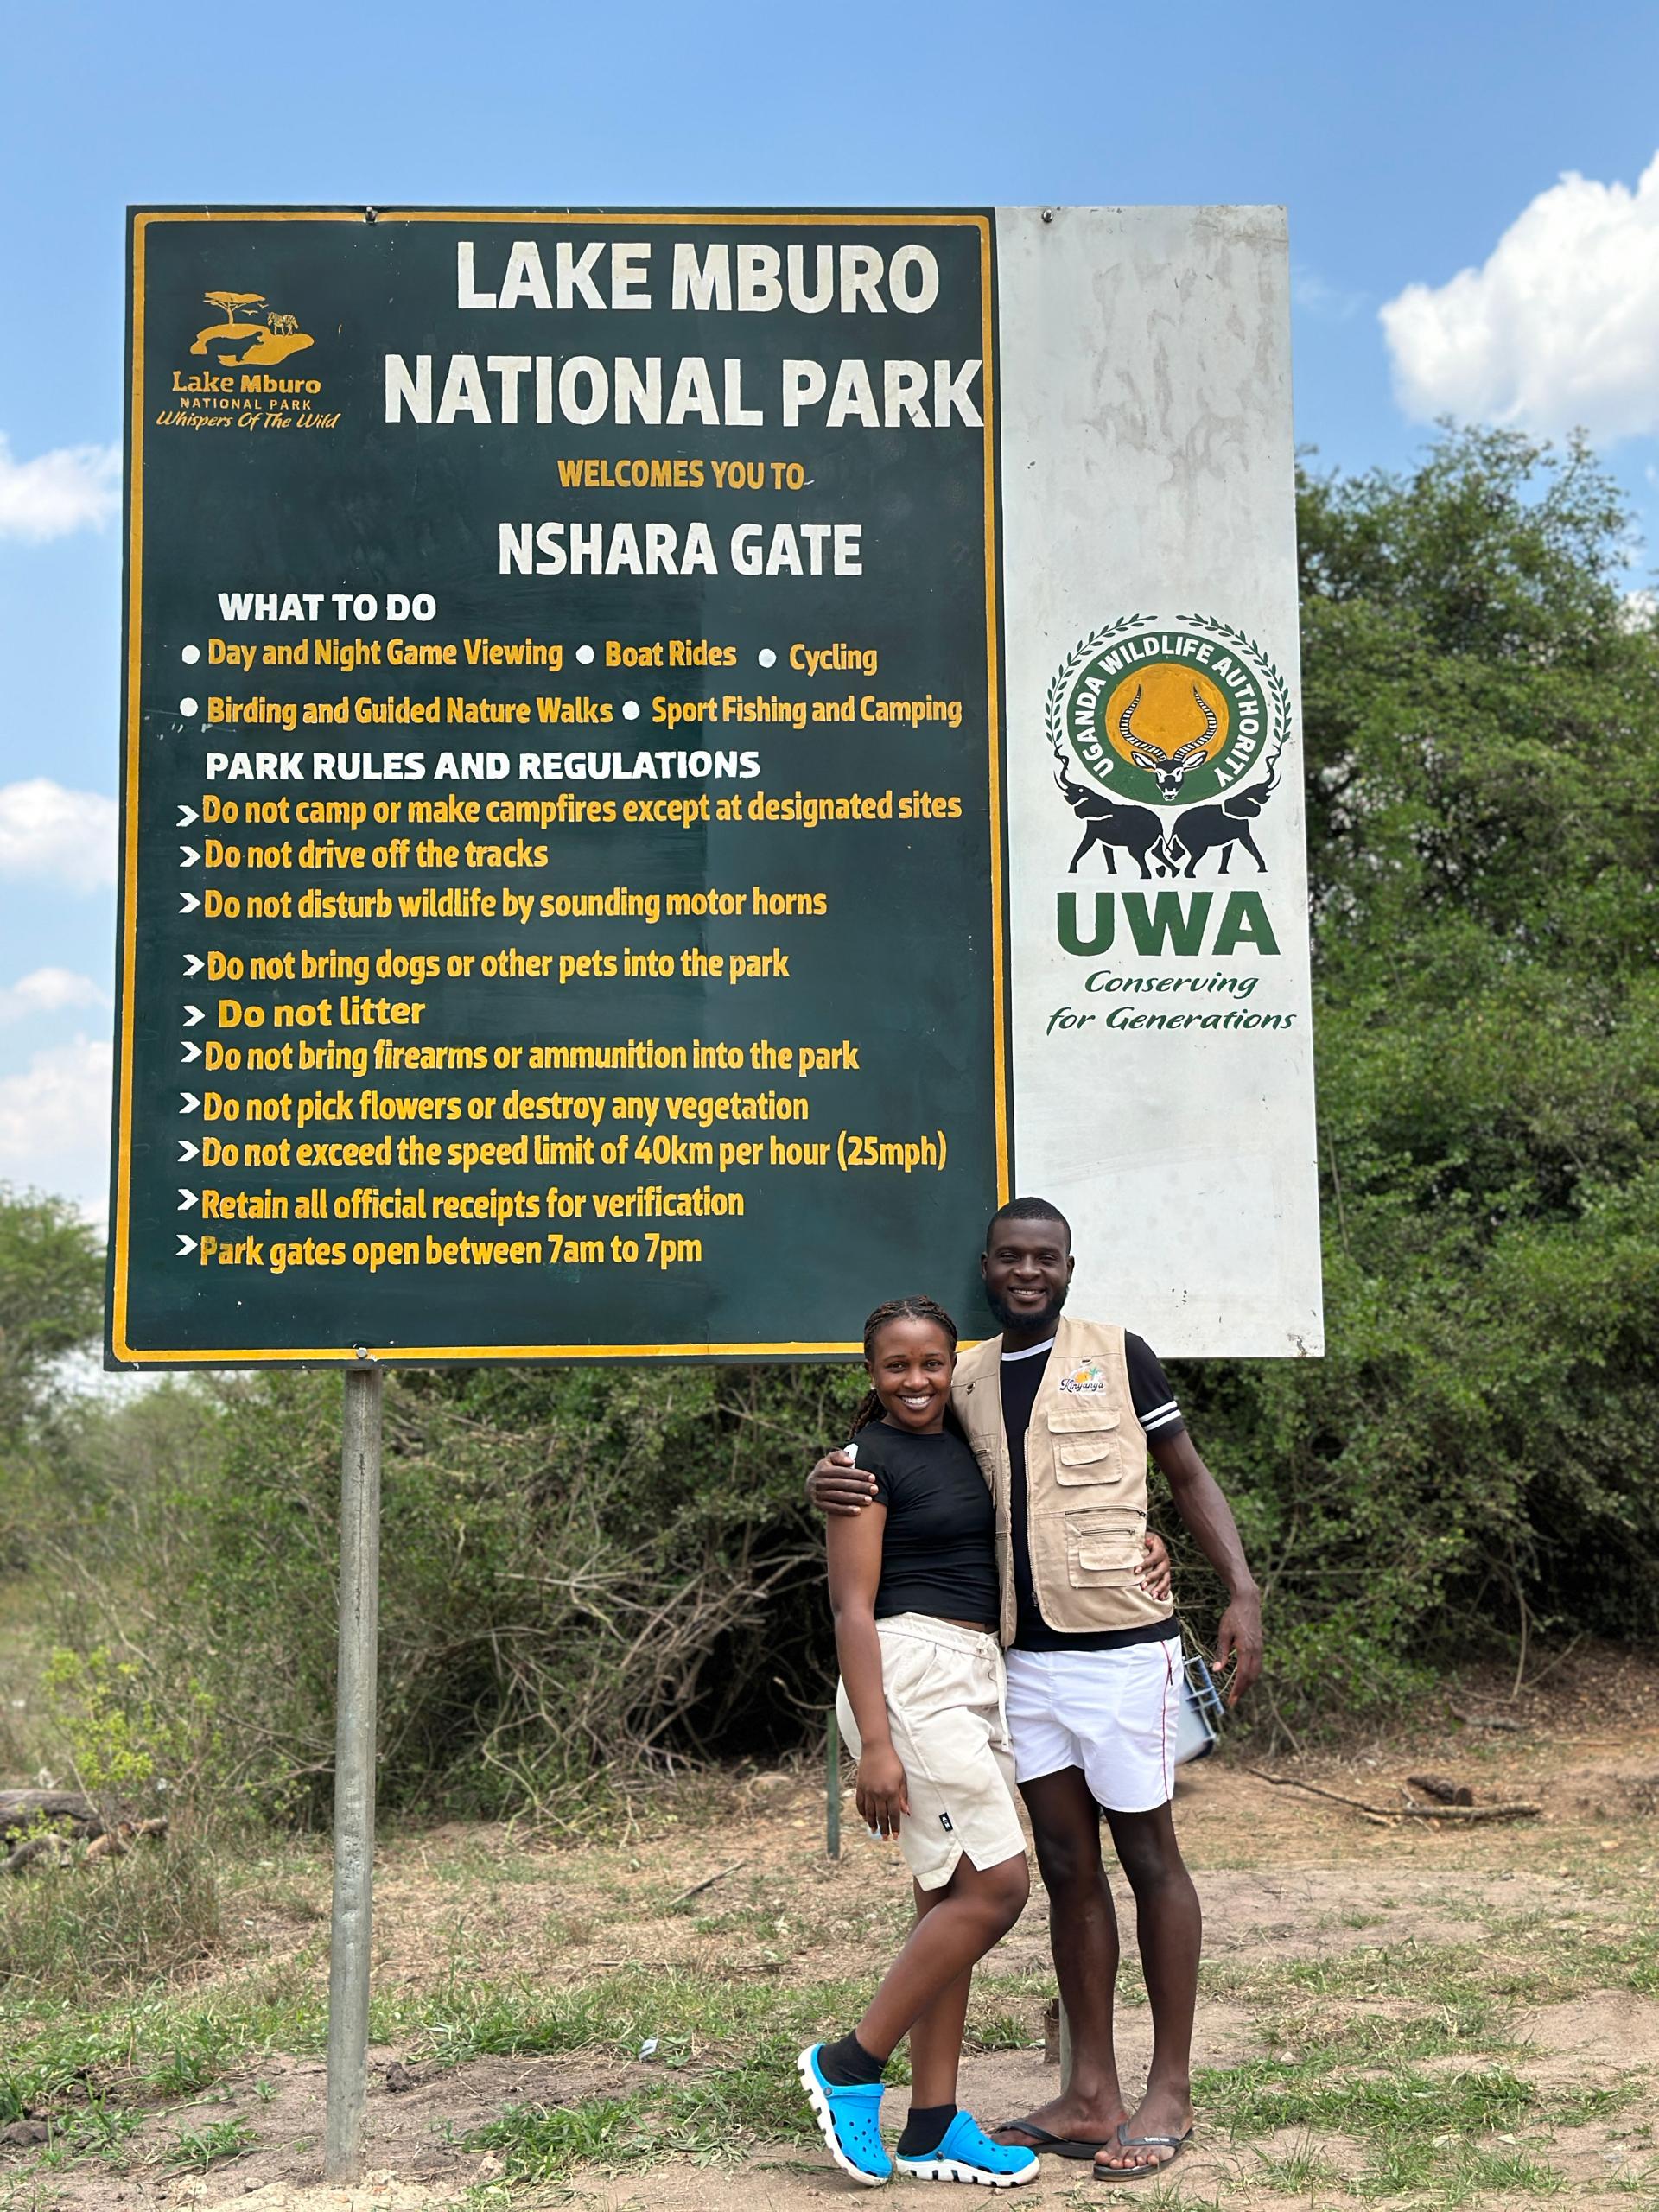 LAKE MBURO
NATIONAL PARK
Lake Mburo
NATIONAL PARK
Whispers Of The Wild
WELCOMES YOU TO
NSHARA GATE
WHAT TO DO
Day and Night Game Viewing ● Boat Rides ● Cycling
Birding and Guided Nature Walks ● Sport Fishing and Camping
PARK RULES AND REGULATIONS
Do not camp or make campfires except at designated sites
Do not drive off the tracks
Do not disturb wildlife by sounding motor horns
Do not bring dogs or other pets into the park
Do not litter
Do not bring firearms or ammunition into the park
Do not pick flowers or destroy any vegetation
Do not exceed the speed limit of 40km per hour (25mph)
Retain all official receipts for verification
Park gates open between 7am to 7pm
UGANDA WILDLIFE AUTHORITY
UWA
Conserving
for Generations
Kinyanya